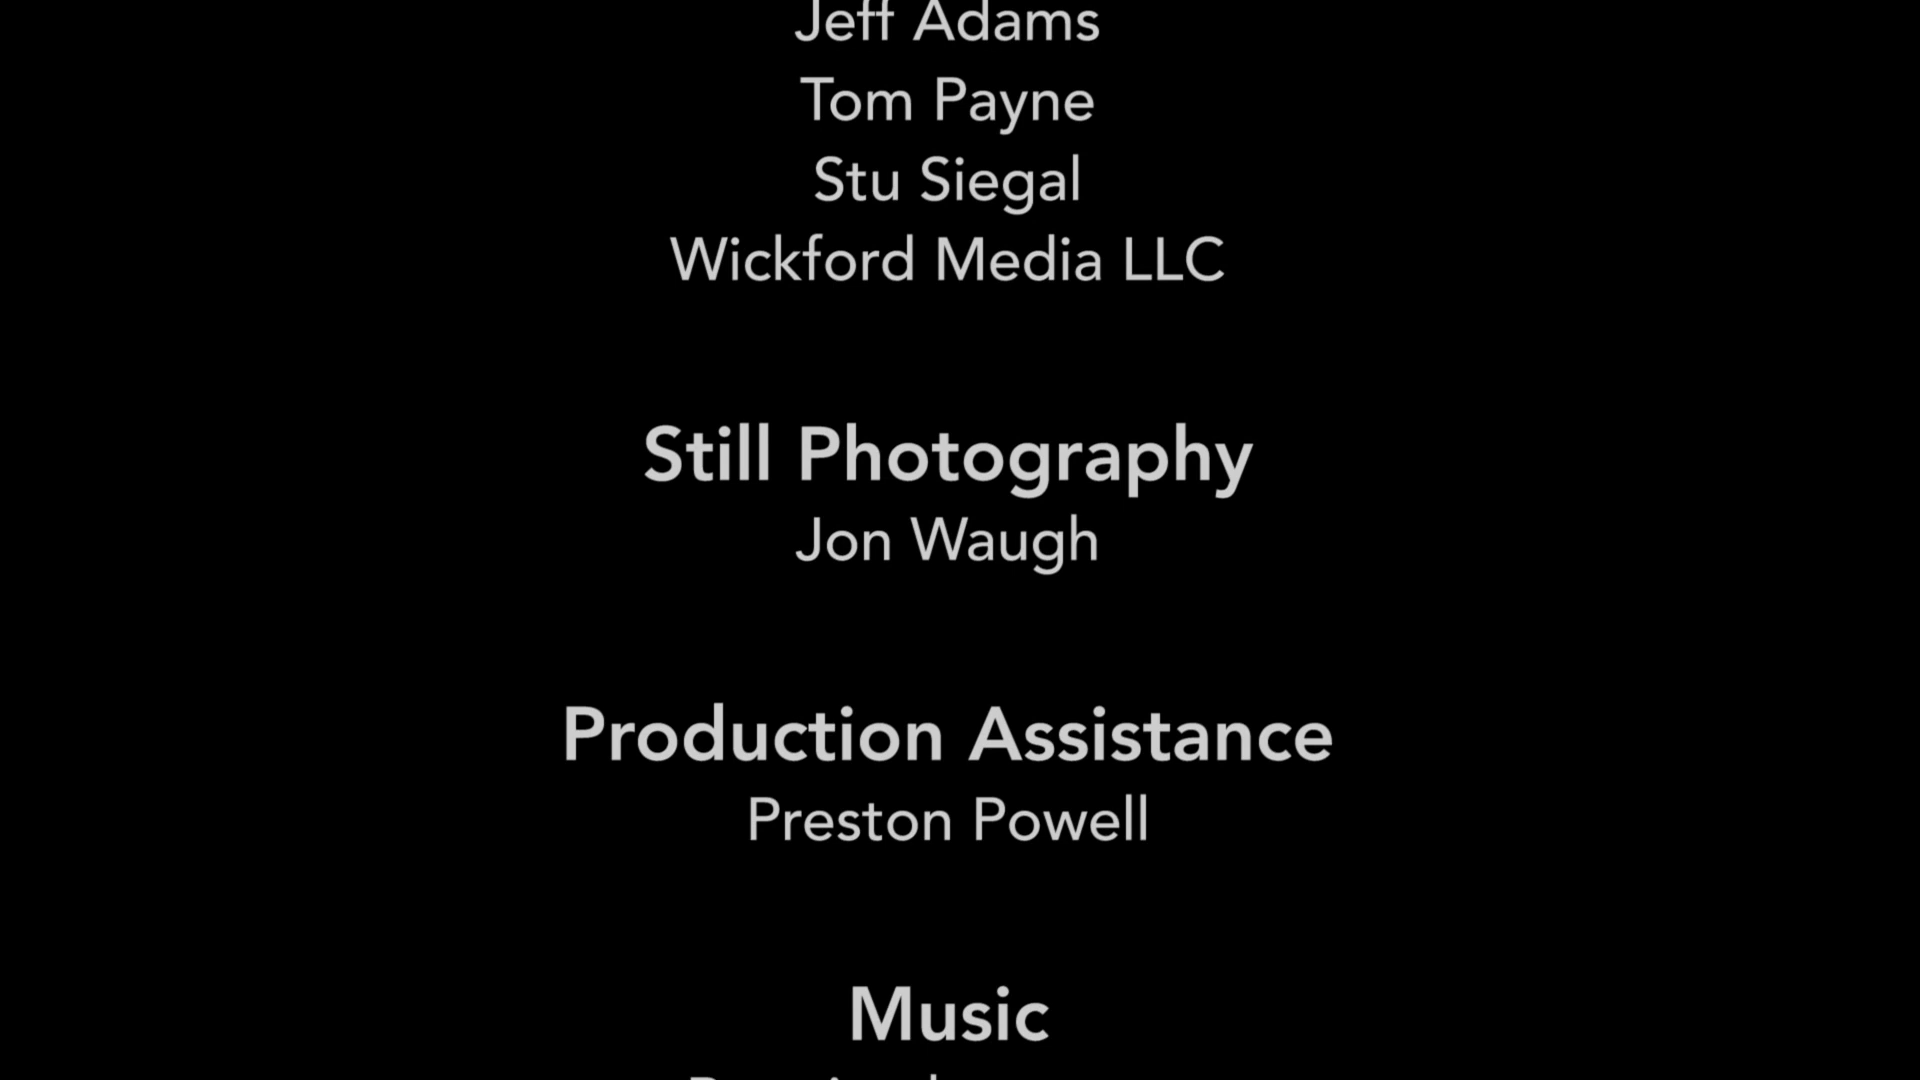 Jeff Adams
Tom Payne
Stu Siegal
Wickford Media LLC
Still Photography
Jon Waugh
Production Assistance
Preston Powell
Music